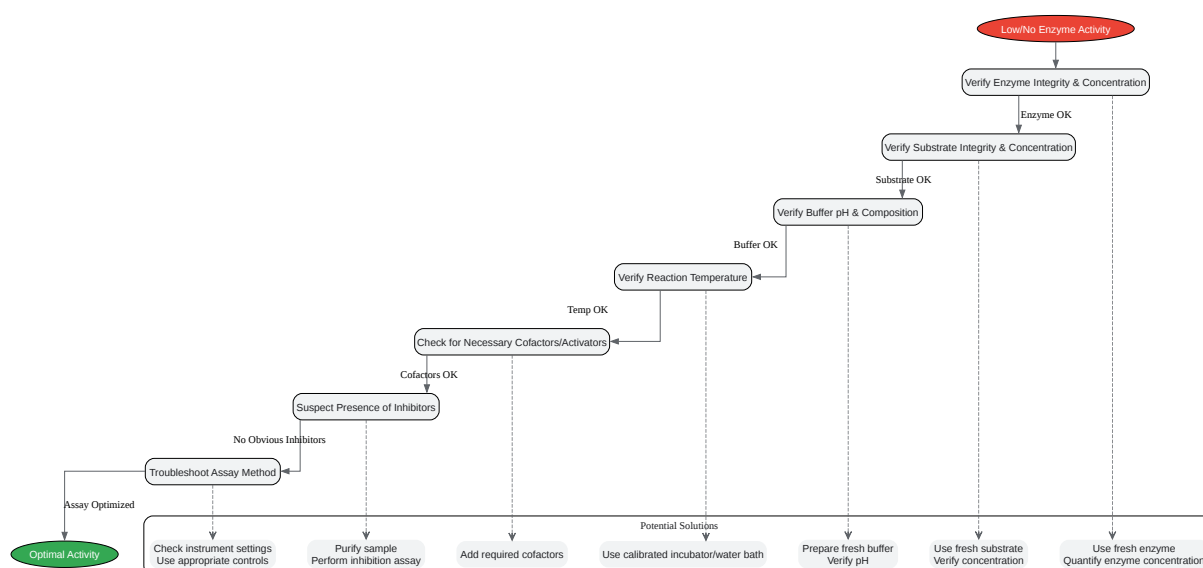 Low/No Enzyme Activity
Verify Enzyme Integrity & Concentration
Enzyme OK
Verify Substrate Integrity & Concentration
Substrate OK
Verify Buffer pH & Composition
Buffer OK
Verify Reaction Temperature
Temp OK
Check for Necessary Cofactors/Activators
Cofactors OK
Suspect Presence of Inhibitors
No Obvious Inhibitors
Troubleshoot Assay Method
Assay Optimized
Optimal Activity
Potential Solutions
Check instrument settings
Use appropriate controls
Purify sample
Perform inhibition assay
Add required cofactors
Use calibrated incubator/water bath
Prepare fresh buffer
Verify pH
Use fresh substrate
Verify concentration
Use fresh enzyme
Quantify enzyme concentration